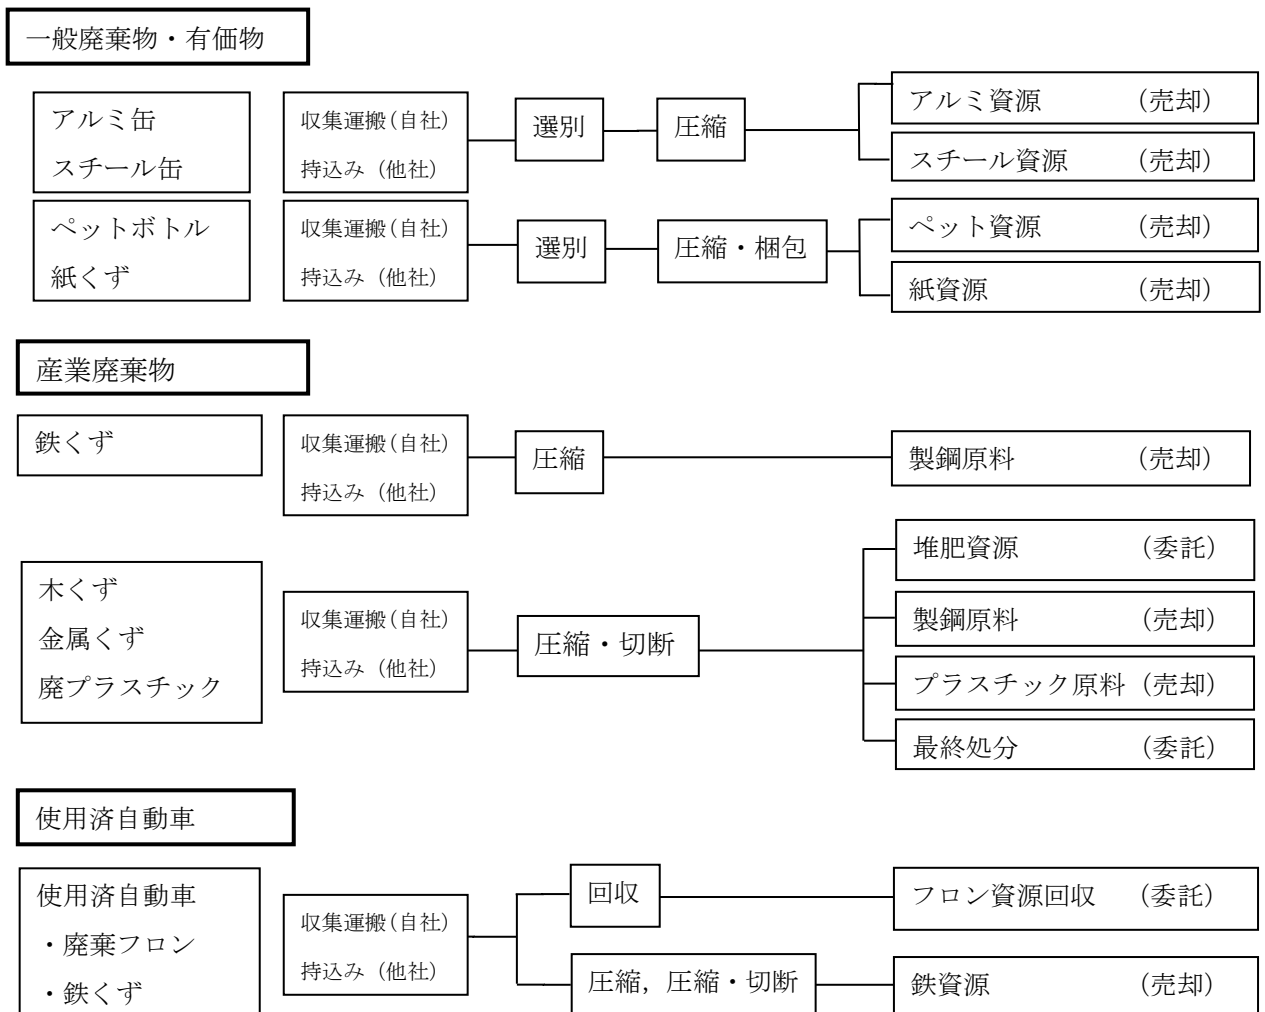 一般廃棄物・有価物
アルミ缶
スチール缶
収集運搬(自社)
持込み（他社）
選別
圧縮
アルミ資源 （売却）
スチール資源 （売却）
ペットボトル
紙くず
収集運搬(自社)
持込み（他社）
選別
圧縮・梱包
ペット資源 （売却）
紙資源 （売却）
産業廃棄物
鉄くず
収集運搬(自社)
持込み（他社）
圧縮
製鋼原料 （売却）
木くず
金属くず
廃プラスチック
収集運搬(自社)
持込み（他社）
圧縮・切断
堆肥資源 （委託）
製鋼原料 （売却）
プラスチック原料 （売却）
最終処分 （委託）
使用済自動車
使用済自動車
・廃棄フロン
・鉄くず
収集運搬(自社)
持込み（他社）
回収
フロン資源回収 （委託）
圧縮，圧縮・切断
鉄資源 （売却）